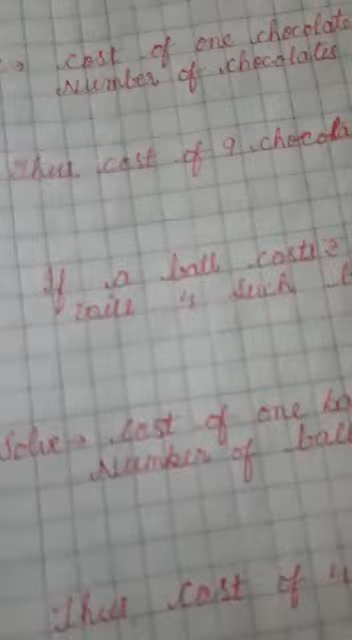 cost of one chocolate
Number of chocolates
Thus cost of 9 chocola
If a ball costs
will 4 such
Solve → cost of one ba
Number of ball
Thus cost of 4